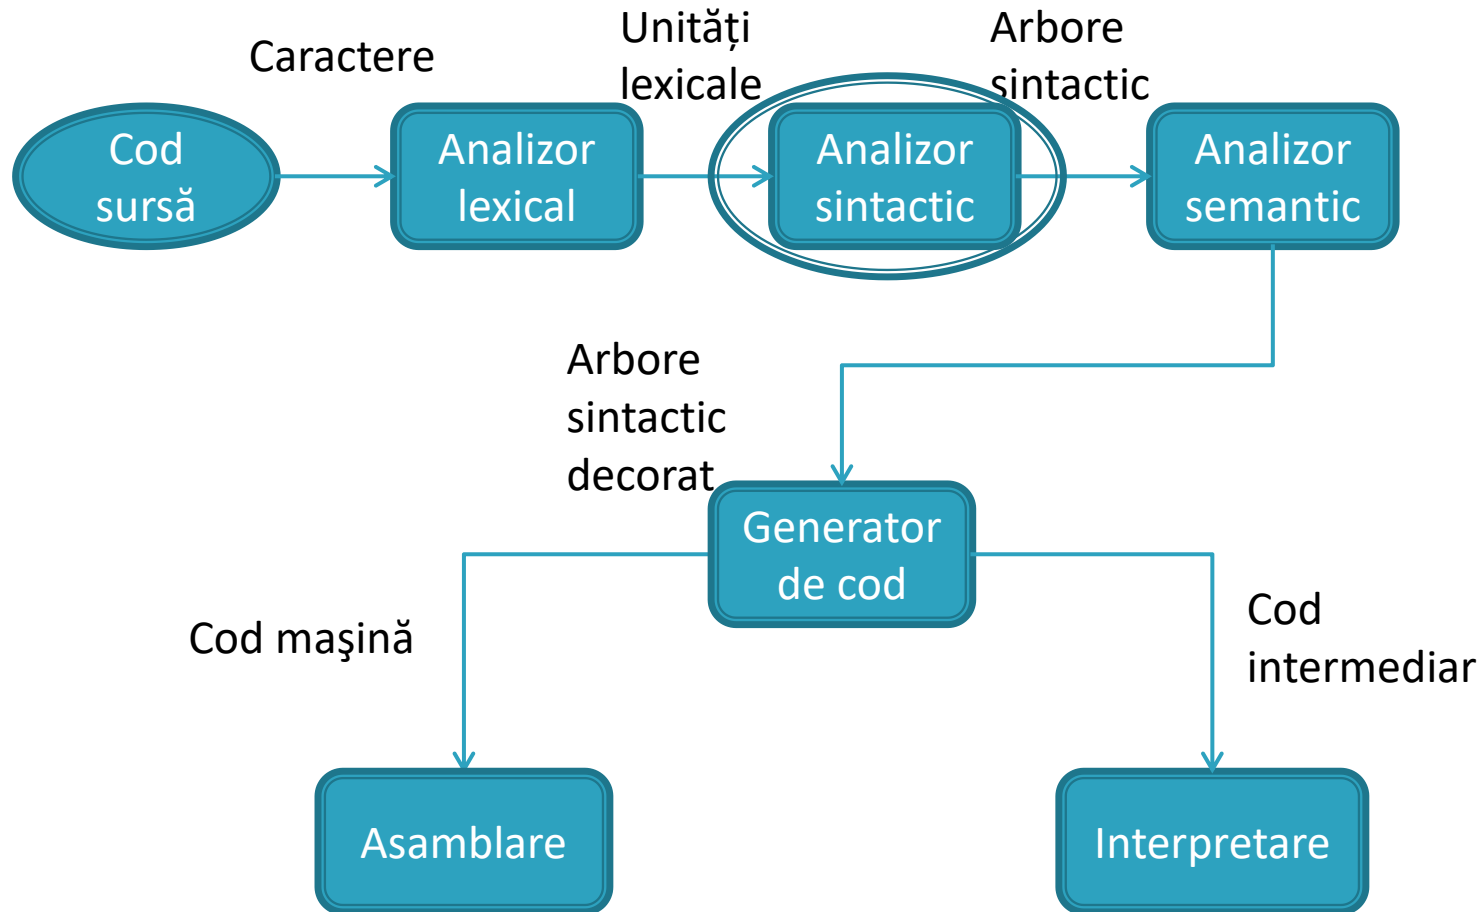 Caractere
Unități
lexicale
Arbore
sintactic
Cod
sursă
Analizor
lexical
Analizor
sintactic
Analizor
semantic
Arbore
sintactic
decorat
Generator
de cod
Cod maşină
Cod
intermediar
Asamblare
Interpretare